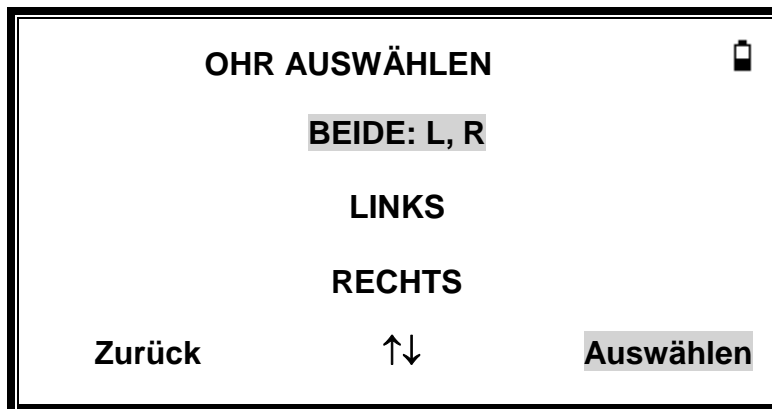 OHR AUSWÄHLEN
BEIDE: L, R
LINKS
RECHTS
Zurück ↑↓ Auswählen